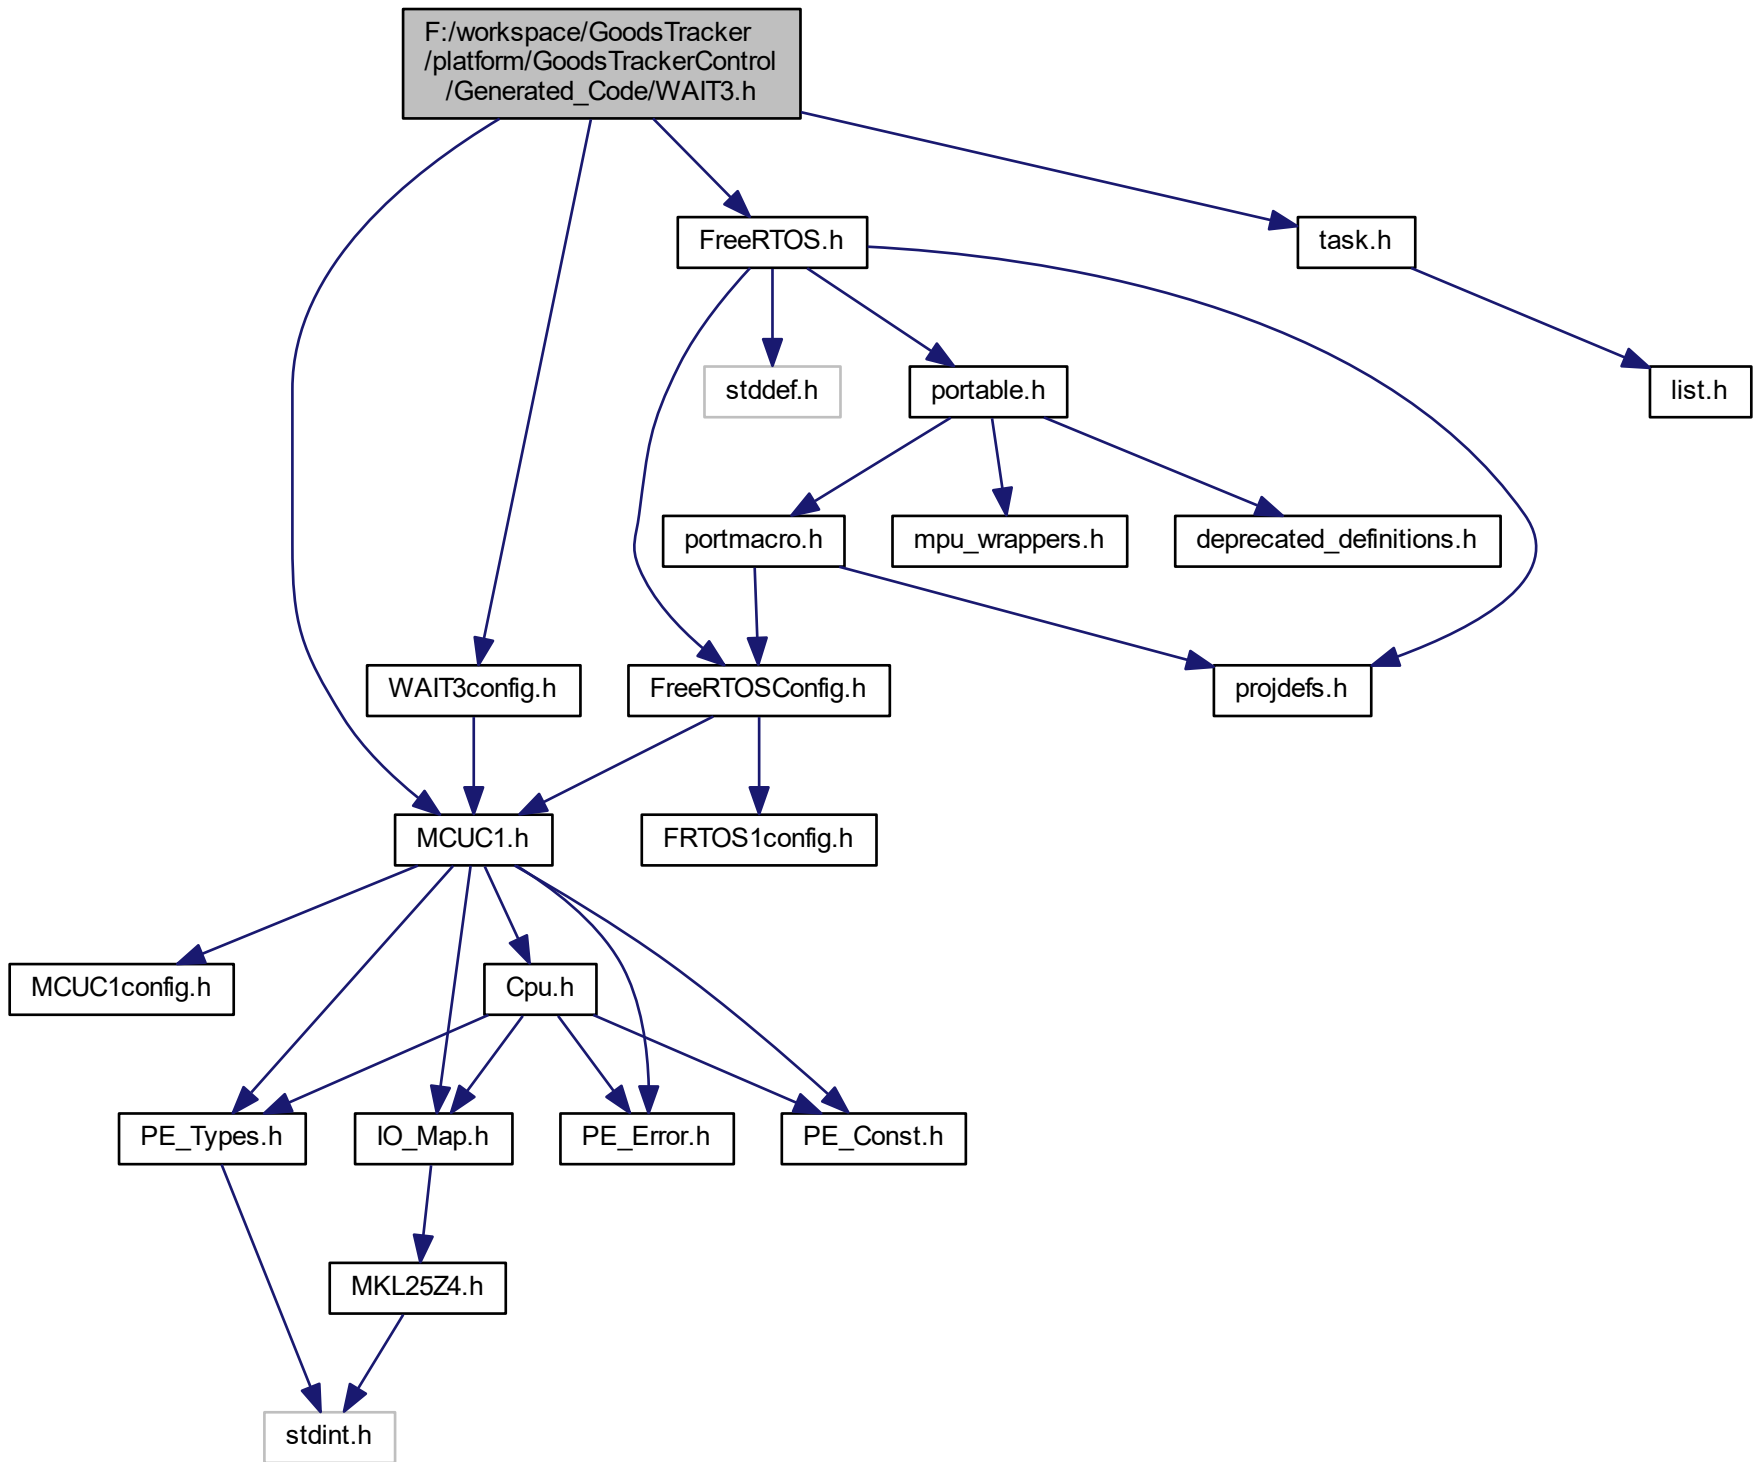 F:/workspace/GoodsTracker
/platform/GoodsTrackerControl
/Generated_Code/WAIT3.h
FreeRTOS.h
task.h
stddef.h
portable.h
list.h
portmacro.h
mpu_wrappers.h
deprecated_definitions.h
WAIT3config.h
FreeRTOSConfig.h
projdefs.h
MCUC1.h
FRTOS1config.h
MCUC1config.h
Cpu.h
PE_Types.h
IO_Map.h
PE_Error.h
PE_Const.h
MKL25Z4.h
stdint.h